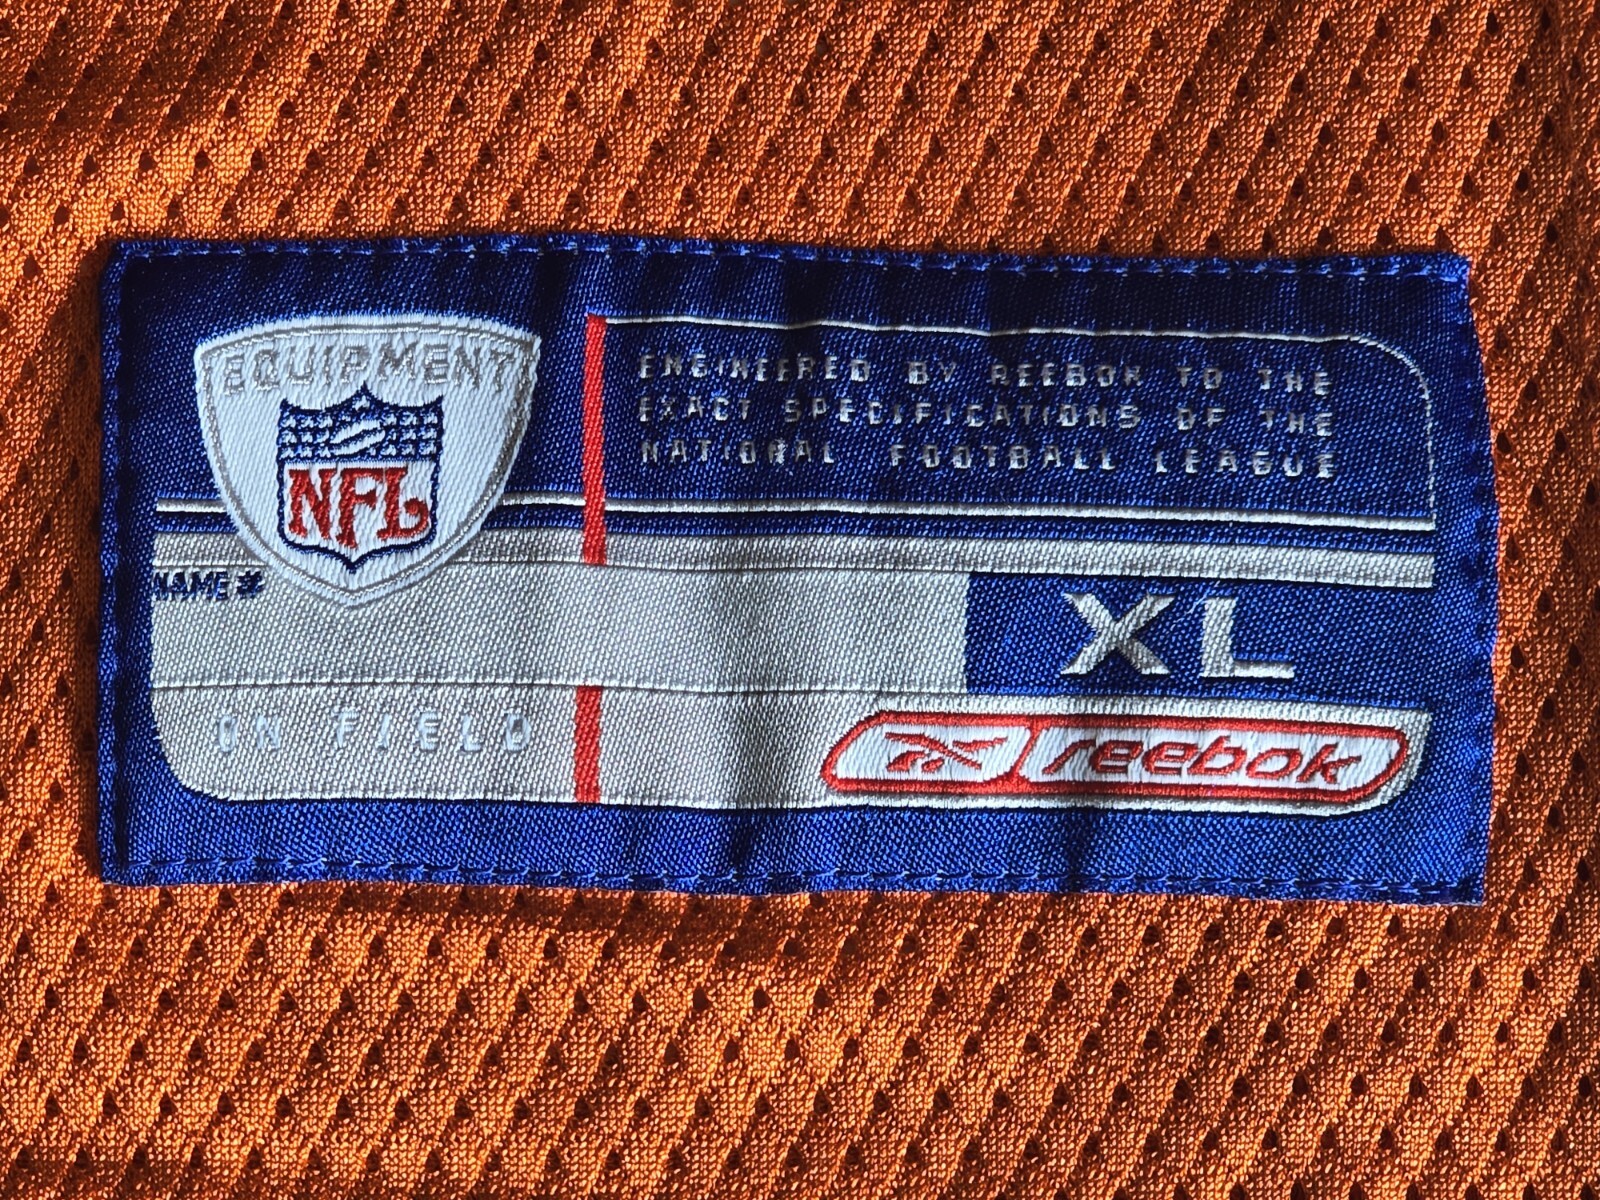 EQUIPMENT
NFL
ENGINEERED BY REEBOK TO THE
EXACT SPECIFICATIONS OF THE
NATIONAL FOOTBALL LEAGUE
NAME #
XL
ON FIELD
reebok